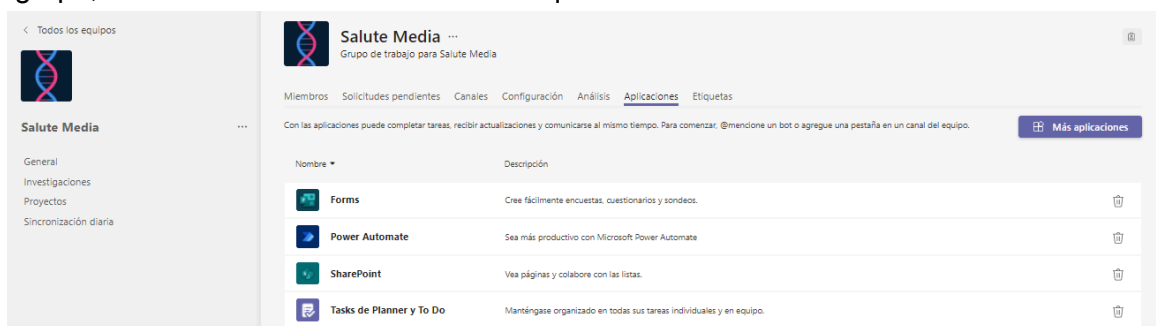 Todos los equipos
Salute Media
General
Investigaciones
Proyectos
Sincronización diaria
Salute Media ...
Grupo de trabajo para Salute Media
Miembros Solicitudes pendientes Canales Configuración Análisis Aplicaciones Etiquetas
Con las aplicaciones puede completar tareas, recibir actualizaciones y comunicarse al mismo tiempo. Para comenzar, @mencione un bot o agregue una pestaña en un canal del equipo.
Más aplicaciones
Nombre Descripción
Forms Cree fácilmente encuestas, cuestionarios y sondeos.
Power Automate Sea más productivo con Microsoft Power Automate
SharePoint Vea páginas y colabore con las listas.
Tasks de Planner y To Do Manténgase organizado en todas sus tareas individuales y en equipo.